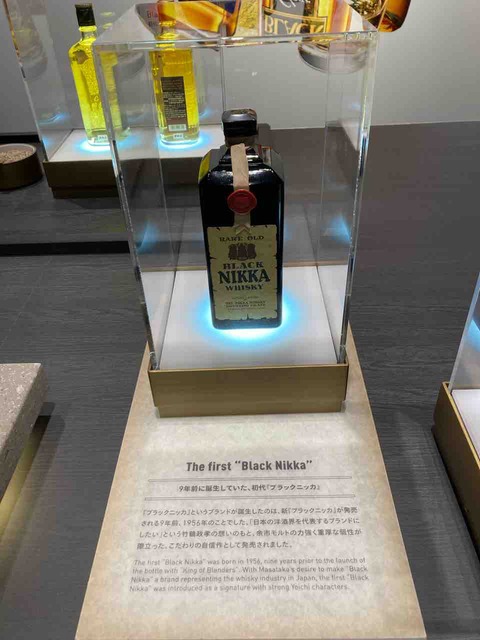 BLACK
RARE OLD
BLACK
NIKKA
WHISKY
The first "Black Nikka"
9年前に誕生していた、初代『ブラックニッカ』
『ブラックニッカ』というブランドが誕生したのは、新『ブラックニッカ』が発売
される9年前、1956年のことでした。「日本の洋酒界を代表するブランドに
したい」という竹鶴政孝の想いのもと、余市モルトの力強く重厚な個性が
際立った、こだわりの自信作として発売されました。
The first "Black Nikka" was born in 1956, nine years prior to the launch of
the bottle with "King of Blenders". With Masataka's desire to make "Black
Nikka" a brand representing the whisky industry in Japan, the first "Black
Nikka" was introduced as a signature with strong Yoichi characters.